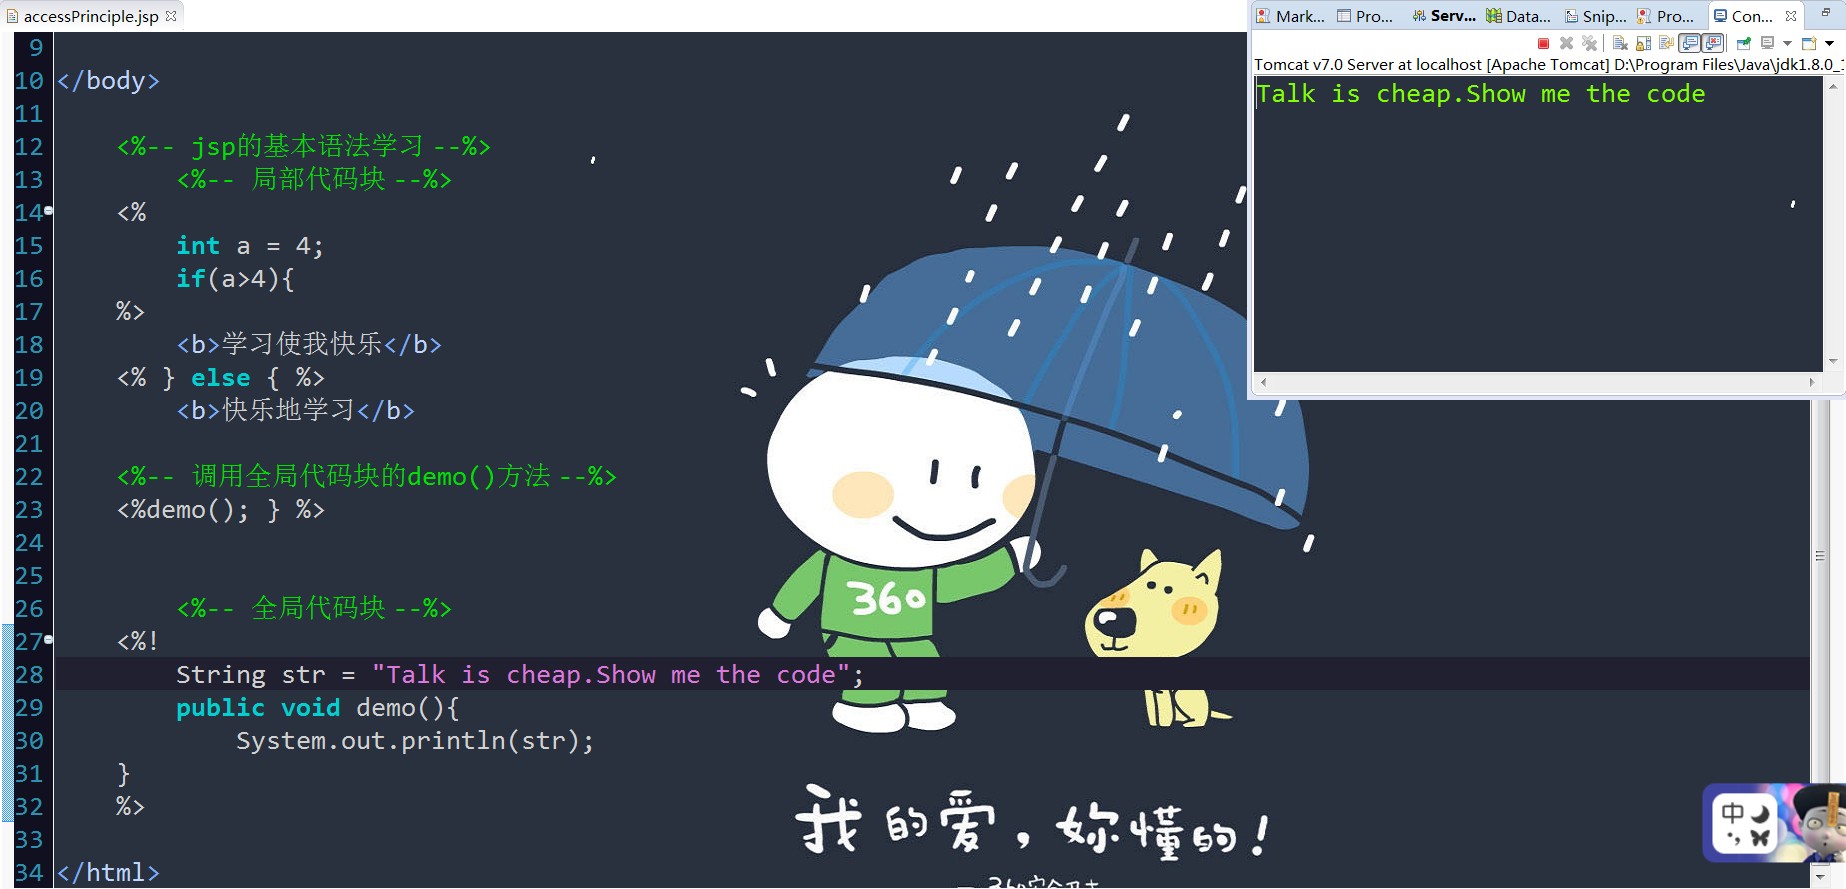 accessPrinciple.jsp
9
10 </body>
11
12 <%-- jsp的基本语法学习 --%>
13 <%-- 局部代码块 --%>
14 <%
15 int a = 4;
16 if(a>4){
17 %>
18 <b>学习使我快乐</b>
19 <% } else { %>
20 <b>快乐地学习</b>
21
22 <%-- 调用全局代码块的demo()方法 --%>
23 <%demo(); } %>
24
25
26 <%-- 全局代码块 --%>
27 <%!
28 String str = "Talk is cheap.Show me the code";
29 public void demo(){
30 System.out.println(str);
31 }
32 %>
33
34 </html>
Mark... Pro... Serv... Data... Snip... Pro... Con...
Tomcat v7.0 Server at localhost [Apache Tomcat] D:\Program Files\Java\jdk1.8.0_1
Talk is cheap.Show me the code
360
我的爱，妳懂的！
中